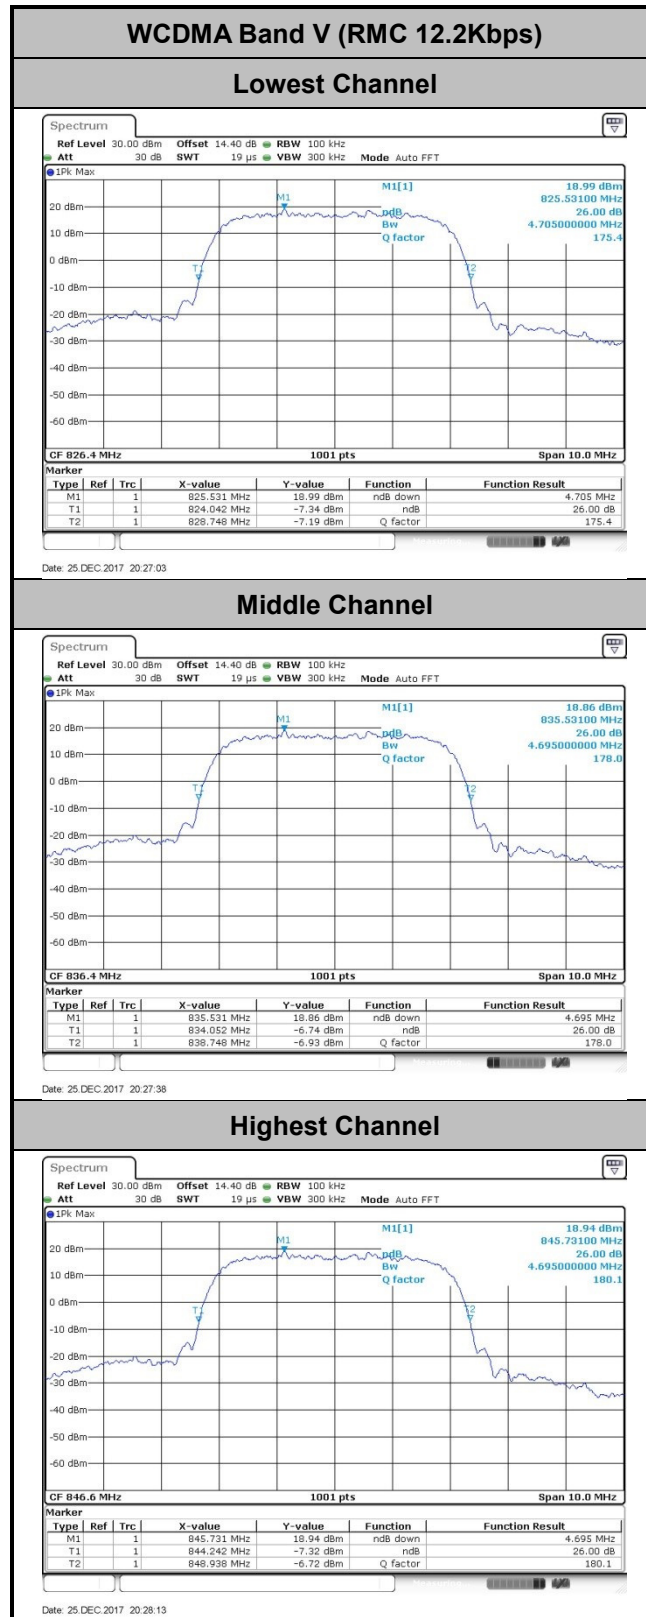 WCDMA Band V (RMC 12.2Kbps)
Lowest Channel
Spectrum
Ref Level 30.00 dBm Offset 14.40 dB RBW 100 kHz
Att 30 dB SWT 19 µs VBW 300 kHz Mode Auto FFT
1Pk Max
M1[1] 18.99 dBm
825.53100 MHz
M1
20 dBm
ndB 26.00 dB
Bw 4.705000000 MHz
10 dBm
Q factor 175.4
0 dBm
T1 T2
-10 dBm
-20 dBm
-30 dBm
-40 dBm
-50 dBm
-60 dBm
CF 826.4 MHz 1001 pts Span 10.0 MHz
Marker
Type Ref Trc X-value Y-value Function Function Result
M1 1 825.531 MHz 18.99 dBm ndB down 4.705 MHz
T1 1 824.042 MHz -7.34 dBm ndB 26.00 dB
T2 1 828.748 MHz -7.19 dBm Q factor 175.4
Date: 25.DEC.2017 20:27:03
Middle Channel
Spectrum
Ref Level 30.00 dBm Offset 14.40 dB RBW 100 kHz
Att 30 dB SWT 19 µs VBW 300 kHz Mode Auto FFT
1Pk Max
M1[1] 18.86 dBm
835.53100 MHz
M1
20 dBm
ndB 26.00 dB
Bw 4.695000000 MHz
10 dBm
Q factor 178.0
0 dBm
T1 T2
-10 dBm
-20 dBm
-30 dBm
-40 dBm
-50 dBm
-60 dBm
CF 836.4 MHz 1001 pts Span 10.0 MHz
Marker
Type Ref Trc X-value Y-value Function Function Result
M1 1 835.531 MHz 18.86 dBm ndB down 4.695 MHz
T1 1 834.052 MHz -6.74 dBm ndB 26.00 dB
T2 1 838.748 MHz -6.93 dBm Q factor 178.0
Date: 25.DEC.2017 20:27:38
Highest Channel
Spectrum
Ref Level 30.00 dBm Offset 14.40 dB RBW 100 kHz
Att 30 dB SWT 19 µs VBW 300 kHz Mode Auto FFT
1Pk Max
M1[1] 18.94 dBm
845.73100 MHz
M1
20 dBm
ndB 26.00 dB
Bw 4.695000000 MHz
10 dBm
Q factor 180.1
0 dBm
T1 T2
-10 dBm
-20 dBm
-30 dBm
-40 dBm
-50 dBm
-60 dBm
CF 846.6 MHz 1001 pts Span 10.0 MHz
Marker
Type Ref Trc X-value Y-value Function Function Result
M1 1 845.731 MHz 18.94 dBm ndB down 4.695 MHz
T1 1 844.242 MHz -7.32 dBm ndB 26.00 dB
T2 1 848.938 MHz -6.72 dBm Q factor 180.1
Date: 25.DEC.2017 20:28:13